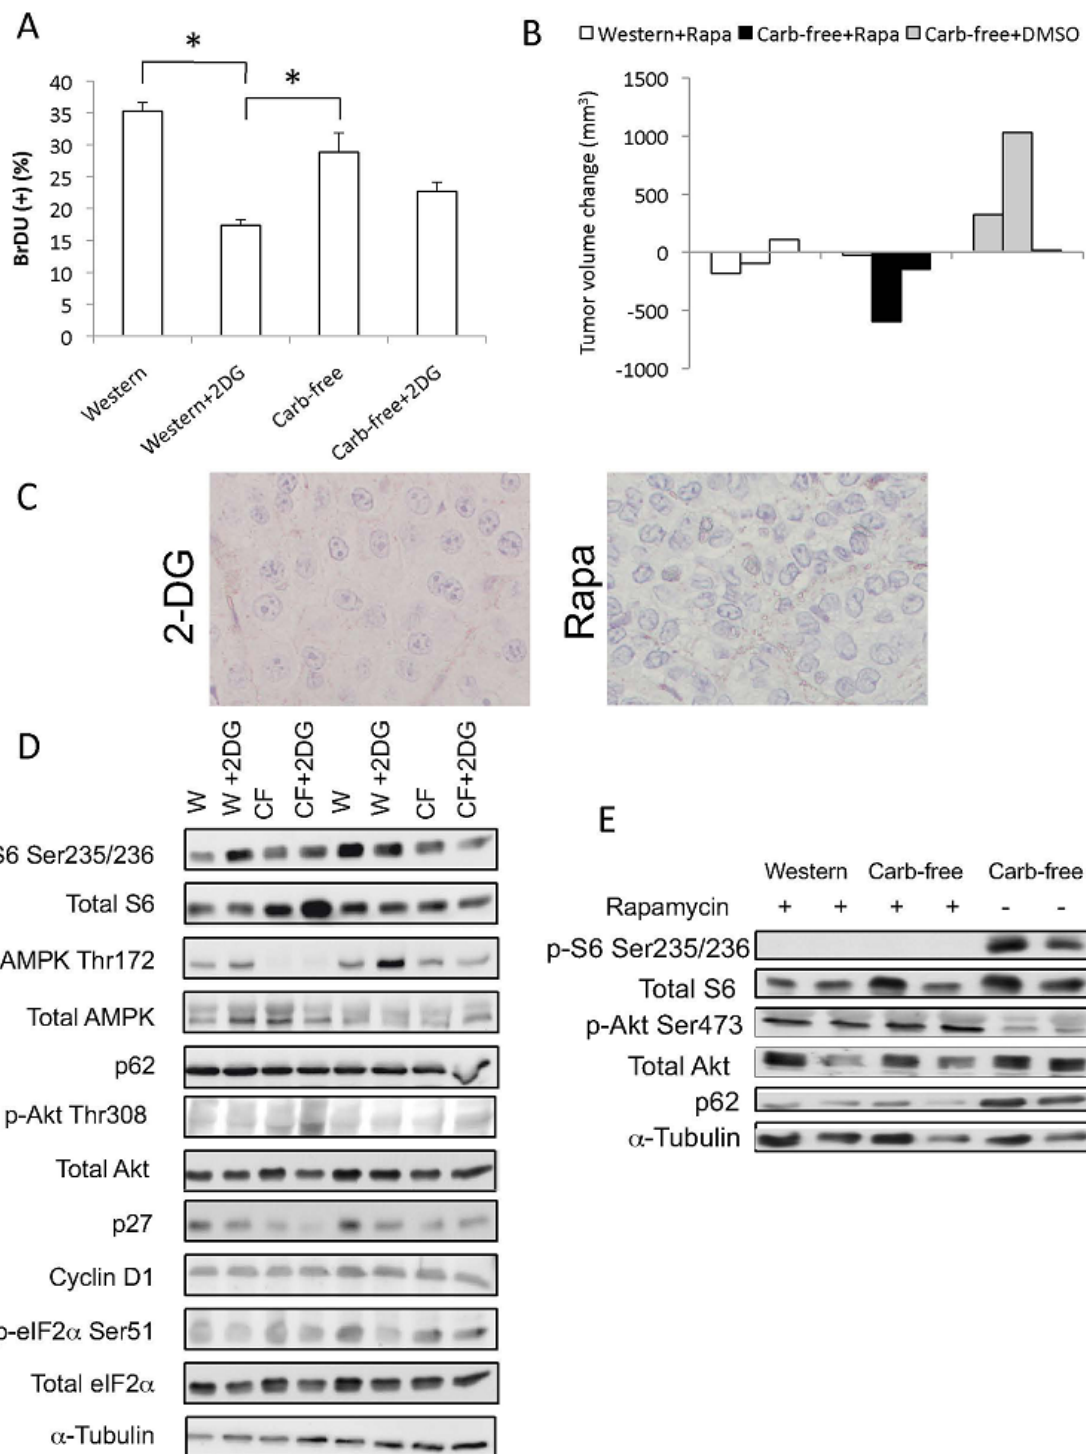 A
*
*
40
35
30
25
20
15
10
5
0
BrDU (+) (%)
Western
Western+2DG
Carb-free
Carb-free+2DG
B
Western+Rapa Carb-free+Rapa Carb-free+DMSO
1500
1000
500
0
-500
-1000
Tumor volume change (mm³)
C
2-DG
Rapa
D
W W +2DG CF CF+2DG W W +2DG CF CF+2DG
S6 Ser235/236
Total S6
AMPK Thr172
Total AMPK
p62
p-Akt Thr308
Total Akt
p27
Cyclin D1
p-eIF2α Ser51
Total eIF2α
α-Tubulin
E
Western Carb-free Carb-free
Rapamycin + + + + - -
p-S6 Ser235/236
Total S6
p-Akt Ser473
Total Akt
p62
α-Tubulin